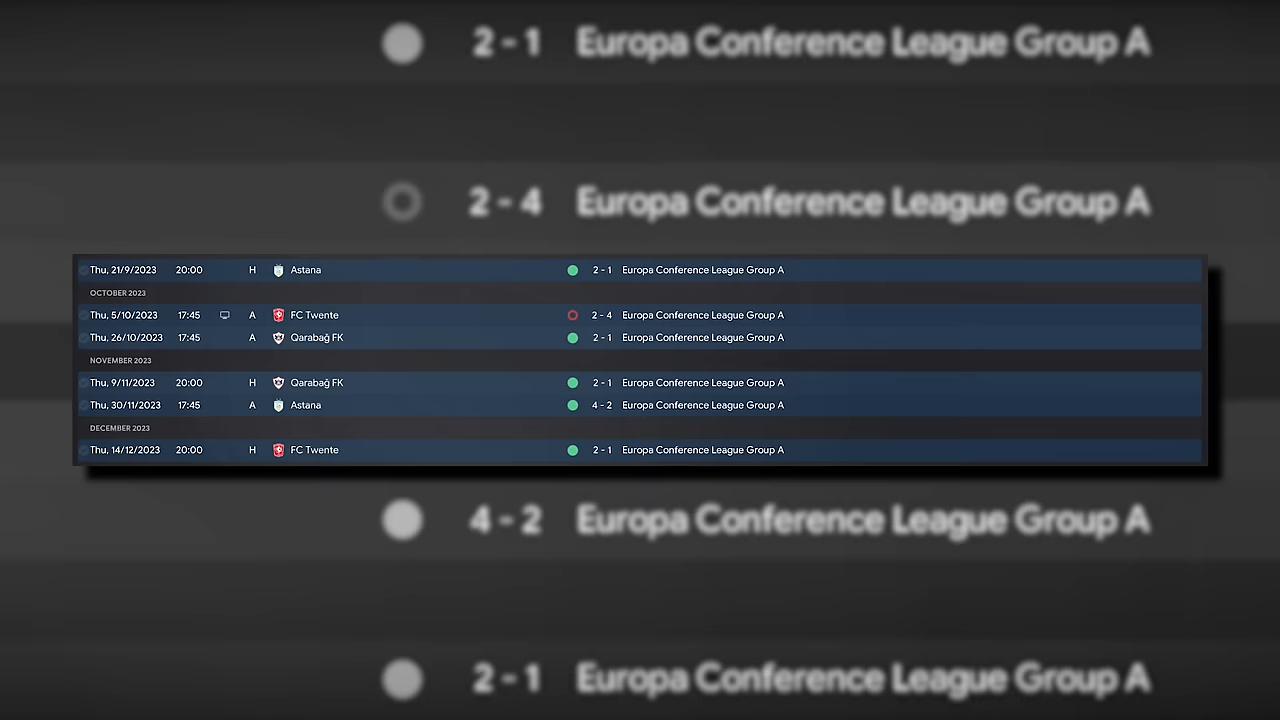 2 - 1 Europa Conference League Group A
2 - 4 Europa Conference League Group A
Thu, 21/9/2023 20:00 H Astana 2 - 1 Europa Conference League Group A
OCTOBER 2023
Thu, 5/10/2023 17:45 A FC Twente 2 - 4 Europa Conference League Group A
Thu, 26/10/2023 17:45 A Qarabağ FK 2 - 1 Europa Conference League Group A
NOVEMBER 2023
Thu, 9/11/2023 20:00 H Qarabağ FK 2 - 1 Europa Conference League Group A
Thu, 30/11/2023 17:45 A Astana 4 - 2 Europa Conference League Group A
DECEMBER 2023
Thu, 14/12/2023 20:00 H FC Twente 2 - 1 Europa Conference League Group A
4 - 2 Europa Conference League Group A
2 - 1 Europa Conference League Group A